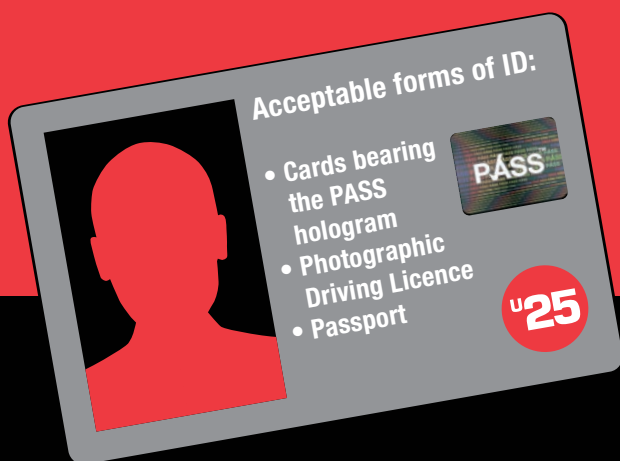 Acceptable forms of ID:
• Cards bearing
the PASS
hologram
PASS
• Photographic
Driving Licence
• Passport
U25